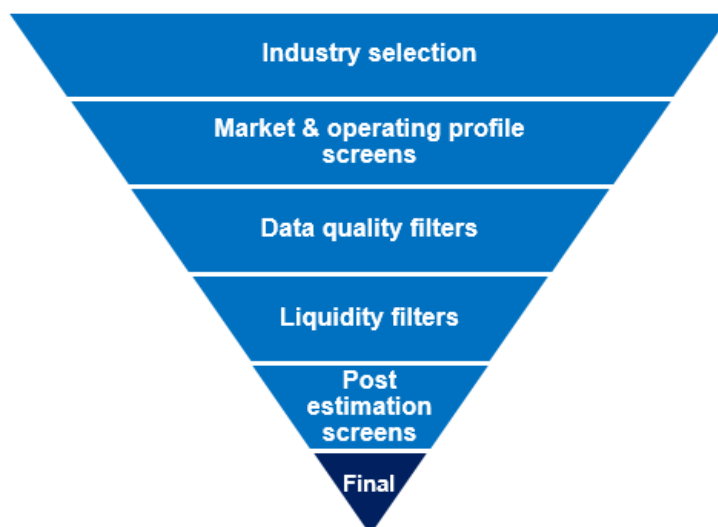 Industry selection
Market & operating profile
screens
Data quality filters
Liquidity filters
Post
estimation
screens
Final